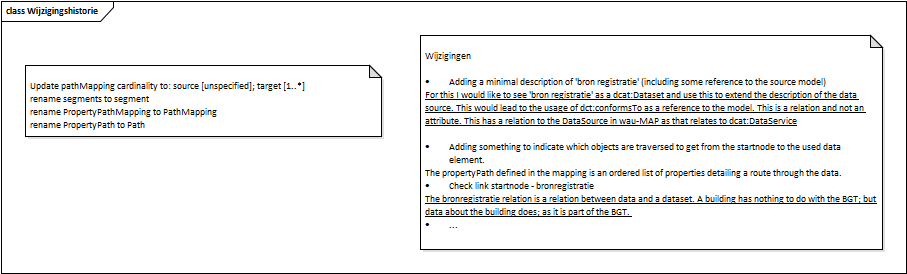 class Wijzigingshistorie
Update pathMapping cardinality to: source [unspecified]; target [1..*]
rename segments to segment
rename PropertyPathMapping to PathMapping
rename PropertyPath to Path
Wijzigingen
• Adding a minimal description of 'bron registratie' (including some reference to the source model)
For this I would like to see 'bron registratie' as a dcat:Dataset and use this to extend the description of the data
source. This would lead to the usage of dct:conformsTo as a reference to the model. This is a relation and not an
attribute. This has a relation to the DataSource in wau-MAP as that relates to dcat:DataService
• Adding something to indicate which objects are traversed to get from the startnode to the used data
element.
The propertyPath defined in the mapping is an ordered list of properties detailing a route through the data.
• Check link startnode - bronregistratie
The bronregistratie relation is a relation between data and a dataset. A building has nothing to do with the BGT; but
data about the building does; as it is part of the BGT.
• ...